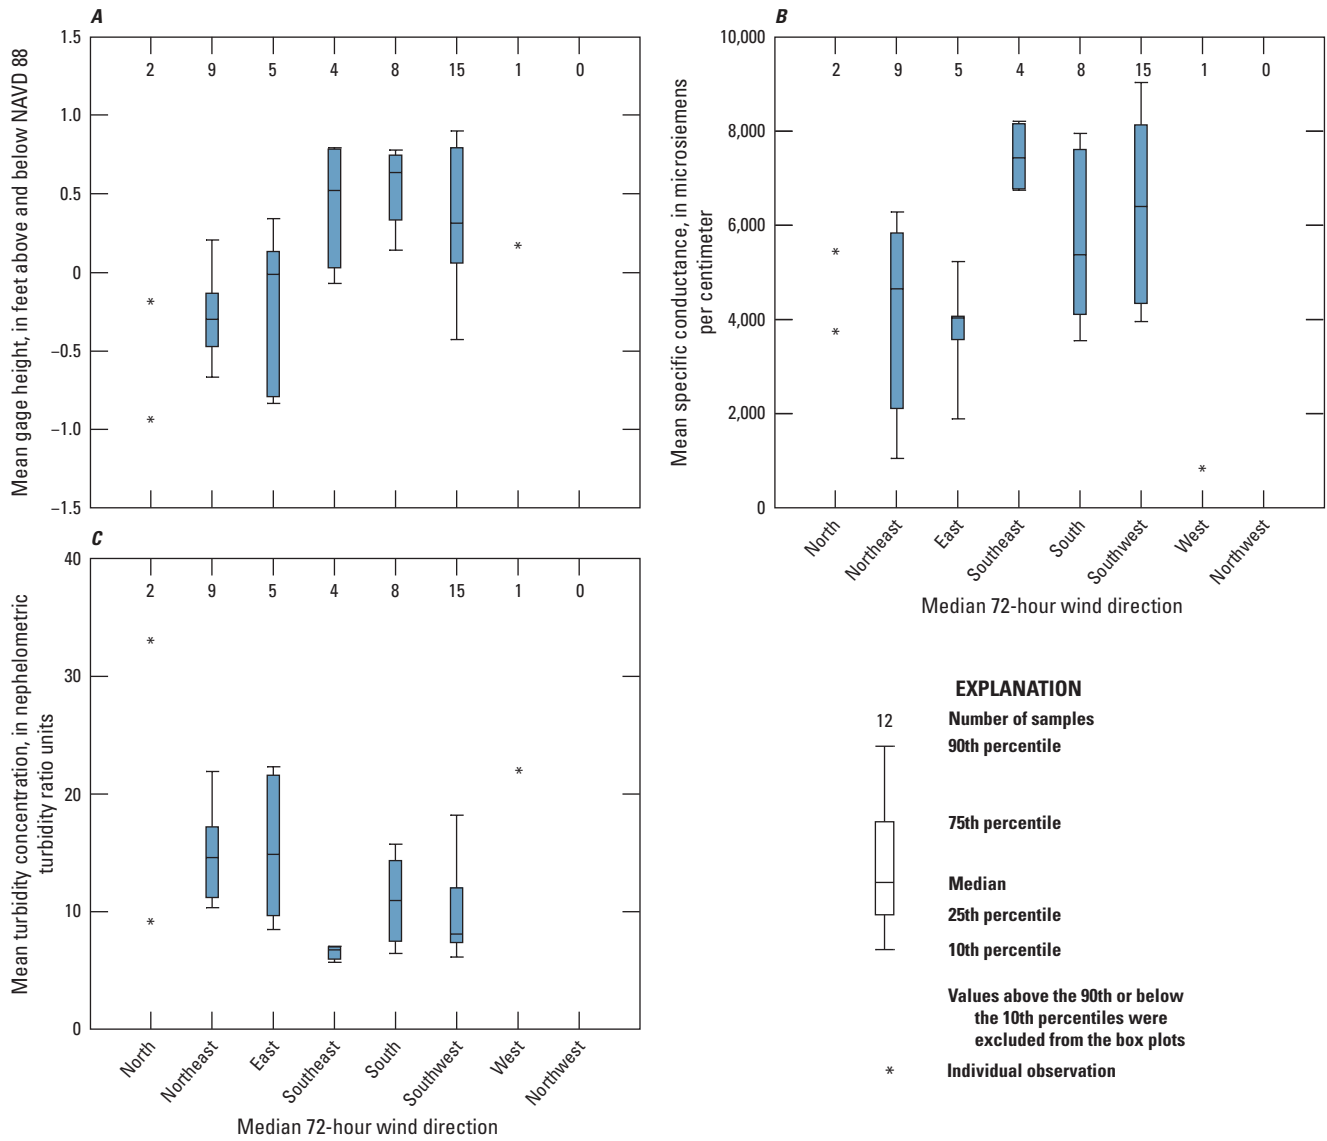 A
1.5
2 9 5 4 8 15 1 0
1.0
0.5
0
−0.5
−1.0
−1.5
Mean gage height, in feet above and below NAVD 88
B
10,000
2 9 5 4 8 15 1 0
8,000
6,000
4,000
2,000
0
Mean specific conductance, in microsiemens
per centimeter
North
Northeast
East
Southeast
South
Southwest
West
Northwest
Median 72-hour wind direction
C
40
2 9 5 4 8 15 1 0
30
20
10
0
Mean turbidity concentration, in nephelometric
turbidity ratio units
North
Northeast
East
Southeast
South
Southwest
West
Northwest
Median 72-hour wind direction
EXPLANATION
12 Number of samples
90th percentile
75th percentile
Median
25th percentile
10th percentile
Values above the 90th or below
the 10th percentiles were
excluded from the box plots
* Individual observation